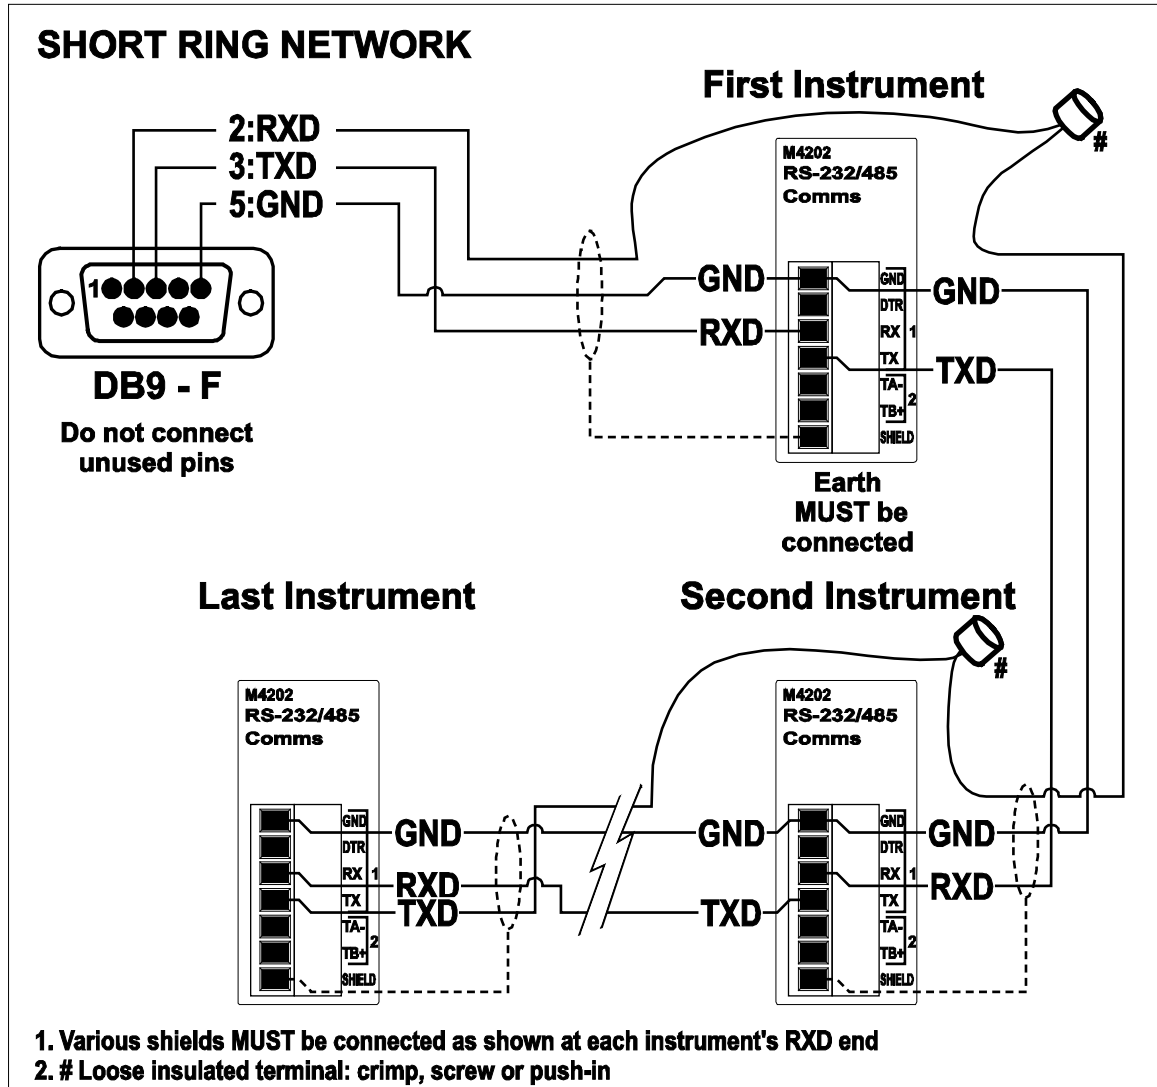 SHORT RING NETWORK
First Instrument
2:RXD
3:TXD
5:GND
#
M4202
RS-232/485
Comms
1
GND
GND
GND
DTR
RXD
RX 1
TX
TXD
TA-
2
TB+
SHIELD
DB9 - F
Do not connect
unused pins
Earth
MUST be
connected
Last Instrument
Second Instrument
#
M4202
RS-232/485
Comms
GND
GND
DTR
RX 1
RXD
TX
TXD
TA-
2
TB+
SHIELD
M4202
RS-232/485
Comms
GND
GND
GND
DTR
RX 1
RXD
TXD
TX
TA-
2
TB+
SHIELD
1. Various shields MUST be connected as shown at each instrument's RXD end
2. # Loose insulated terminal: crimp, screw or push-in